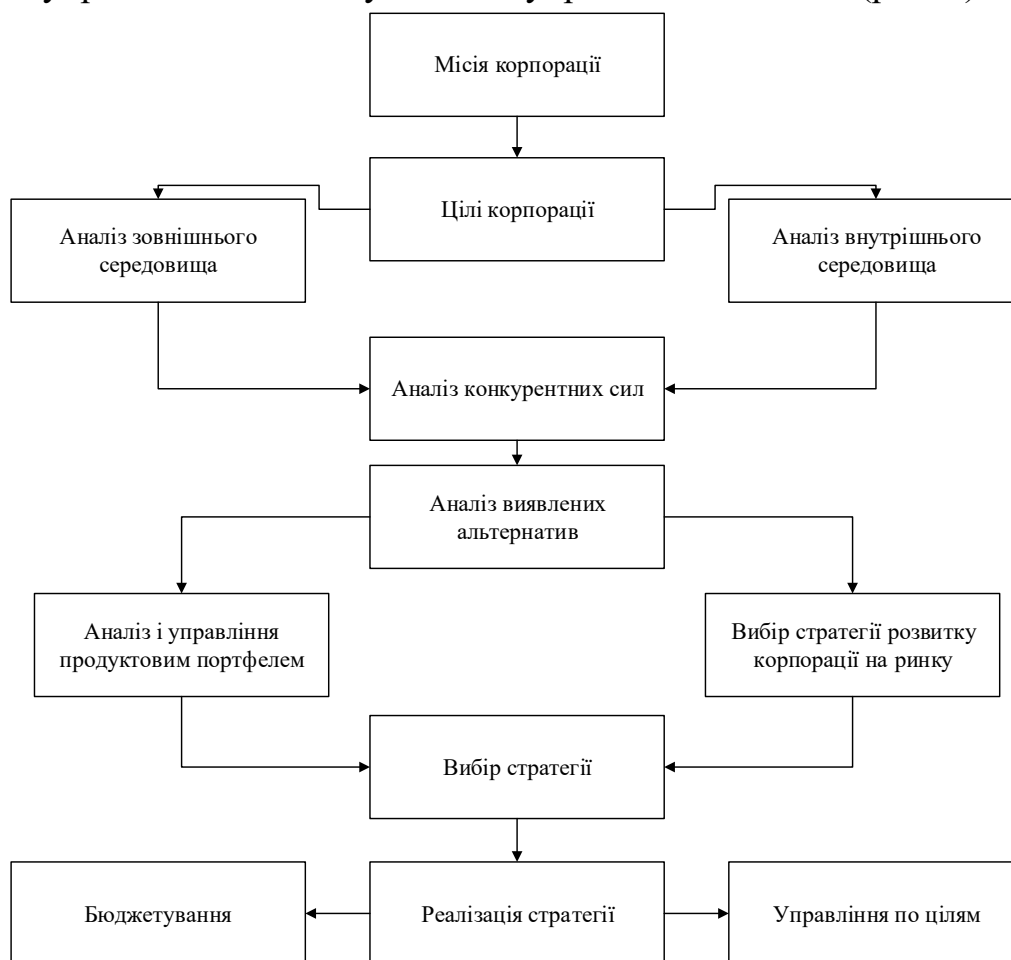 Місія корпорації
Цілі корпорації
Аналіз зовнішнього
середовища
Аналіз внутрішнього
середовища
Аналіз конкурентних сил
Аналіз виявлених
альтернатив
Аналіз і управління
продуктовим портфелем
Вибір стратегії розвитку
корпорації на ринку
Вибір стратегії
Бюджетування
Реалізація стратегії
Управління по цілям